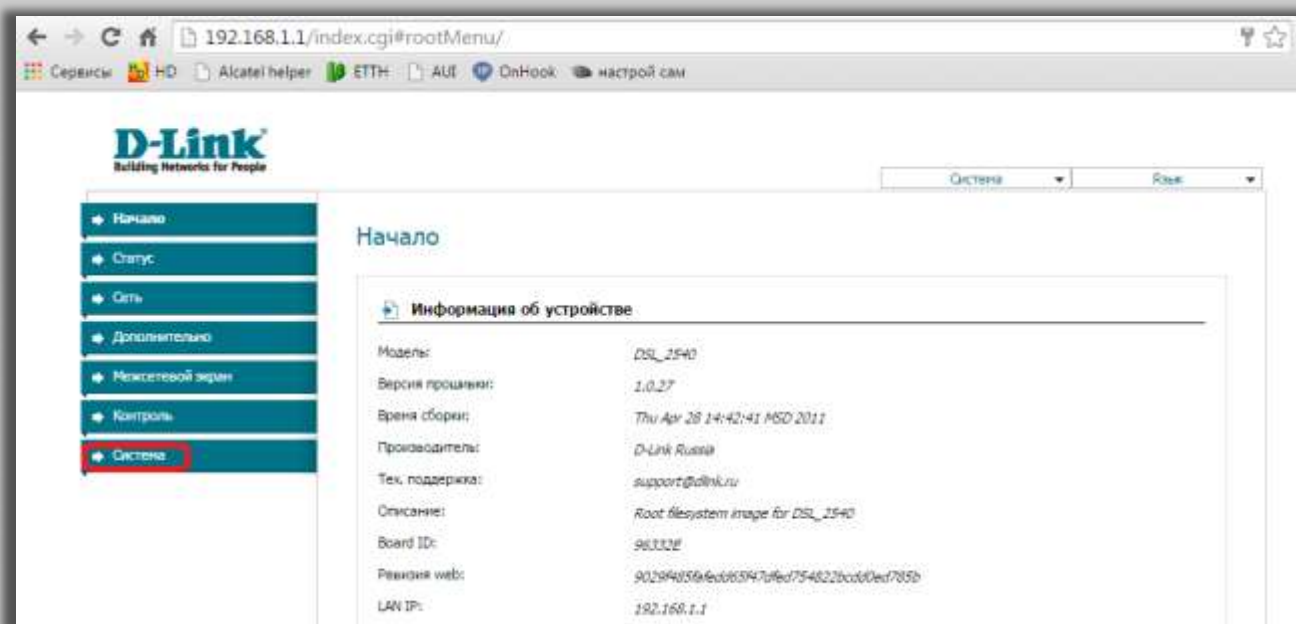 192.168.1.1/index.cgi#rootMenu/
Сервисы HD Alcatel helper ETTH AUI OnHook настрой сам
D-Link
Building Networks for People
Система Язык
Начало
Статус
Сеть
Дополнительно
Межсетевой экран
Контроль
Система
Начало
Информация об устройстве
Модель: DSL_2540
Версия прошивки: 1.0.27
Время сборки: Thu Apr 28 14:42:41 MSD 2011
Производитель: D-Link Russia
Тех. поддержка: support@dlink.ru
Описание: Root filesystem image for DSL_2540
Board ID: 96332E
Ревизия web:
LAN IP: 192.168.1.1